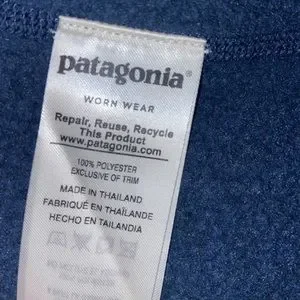 patagonia®
WORN WEAR
Repair, Reuse, Recycle
This Product
www.patagonia.com
100% POLYESTER
EXCLUSIVE OF TRIM
MADE IN THAILAND
FABRIQUÉ EN THAÏLANDE
HECHO EN TAILANDIA